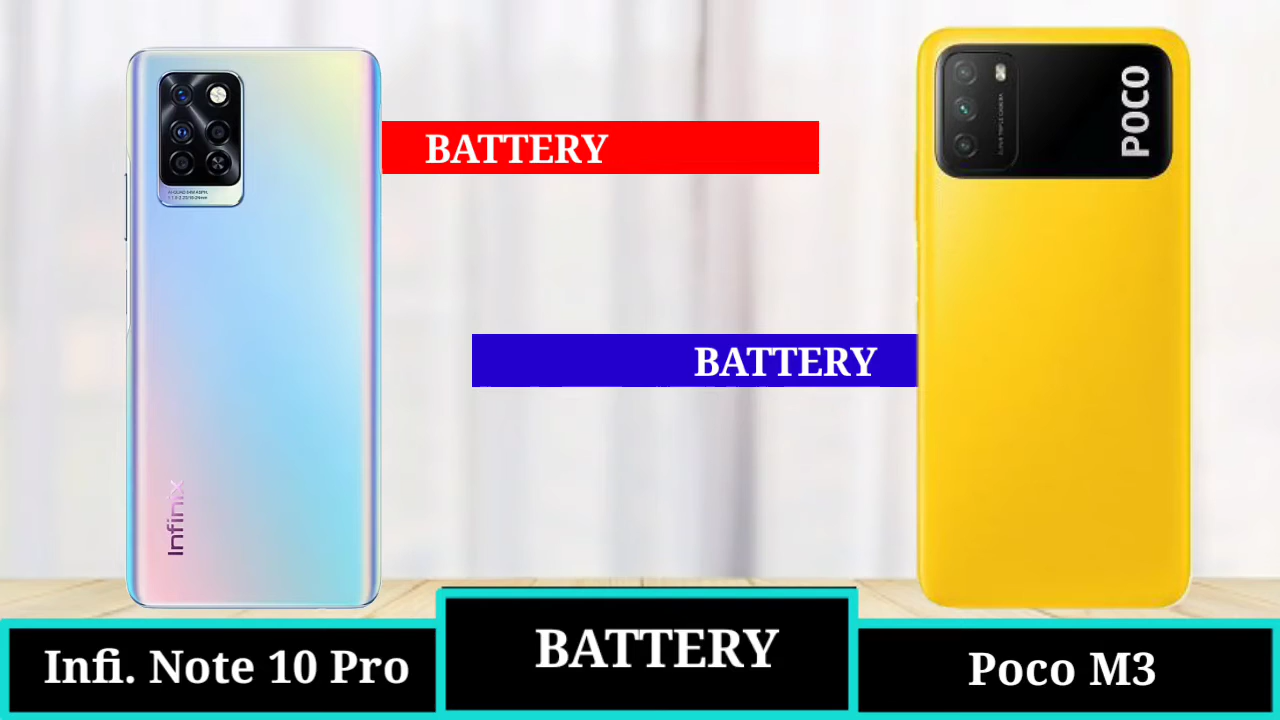 BATTERY
BATTERY
POCO
Infinix
Infi. Note 10 Pro
BATTERY
Poco M3